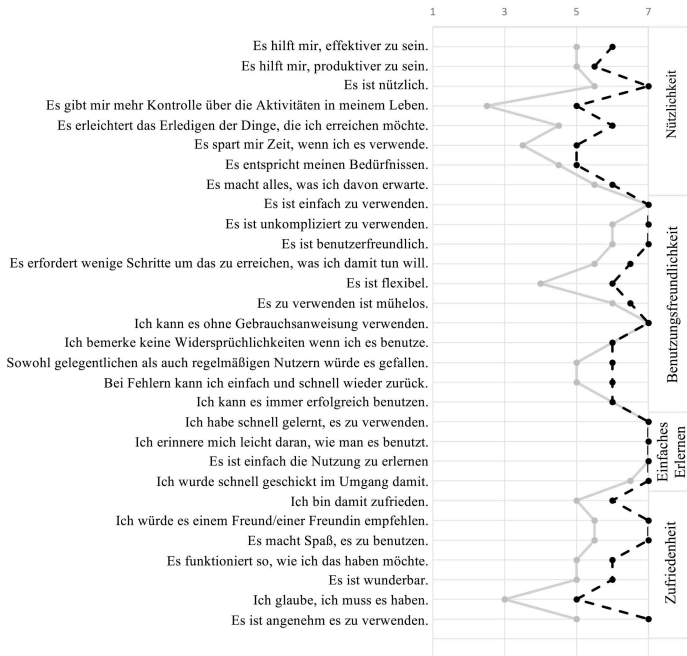 1 3 5 7
Es hilft mir, effektiver zu sein.
Es hilft mir, produktiver zu sein.
Es ist nützlich.
Es gibt mir mehr Kontrolle über die Aktivitäten in meinem Leben.
Es erleichtert das Erledigen der Dinge, die ich erreichen möchte.
Es spart mir Zeit, wenn ich es verwende.
Es entspricht meinen Bedürfnissen.
Es macht alles, was ich davon erwarte.
Es ist einfach zu verwenden.
Es ist unkompliziert zu verwenden.
Es ist benutzerfreundlich.
Es erfordert wenige Schritte um das zu erreichen, was ich damit tun will.
Es ist flexibel.
Es zu verwenden ist mühelos.
Ich kann es ohne Gebrauchsanweisung verwenden.
Ich bemerke keine Widersprüchlichkeiten wenn ich es benutze.
Sowohl gelegentlichen als auch regelmäßigen Nutzern würde es gefallen.
Bei Fehlern kann ich einfach und schnell wieder zurück.
Ich kann es immer erfolgreich benutzen.
Ich habe schnell gelernt, es zu verwenden.
Ich erinnere mich leicht daran, wie man es benutzt.
Es ist einfach die Nutzung zu erlernen
Ich wurde schnell geschickt im Umgang damit.
Ich bin damit zufrieden.
Ich würde es einem Freund/einer Freundin empfehlen.
Es macht Spaß, es zu benutzen.
Es funktioniert so, wie ich das haben möchte.
Es ist wunderbar.
Ich glaube, ich muss es haben.
Es ist angenehm es zu verwenden.
Nützlichkeit
Benutzungsfreundlichkeit
Einfaches
Erlernen
Zufriedenheit